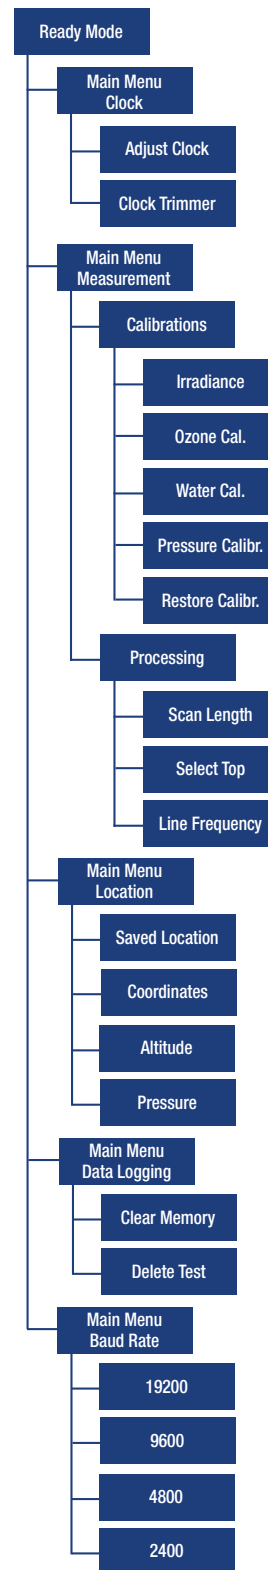 Ready Mode
Main Menu
Clock
Adjust Clock
Clock Trimmer
Main Menu
Measurement
Calibrations
Irradiance
Ozone Cal.
Water Cal.
Pressure Calibr.
Restore Calibr.
Processing
Scan Length
Select Top
Line Frequency
Main Menu
Location
Saved Location
Coordinates
Altitude
Pressure
Main Menu
Data Logging
Clear Memory
Delete Test
Main Menu
Baud Rate
19200
9600
4800
2400